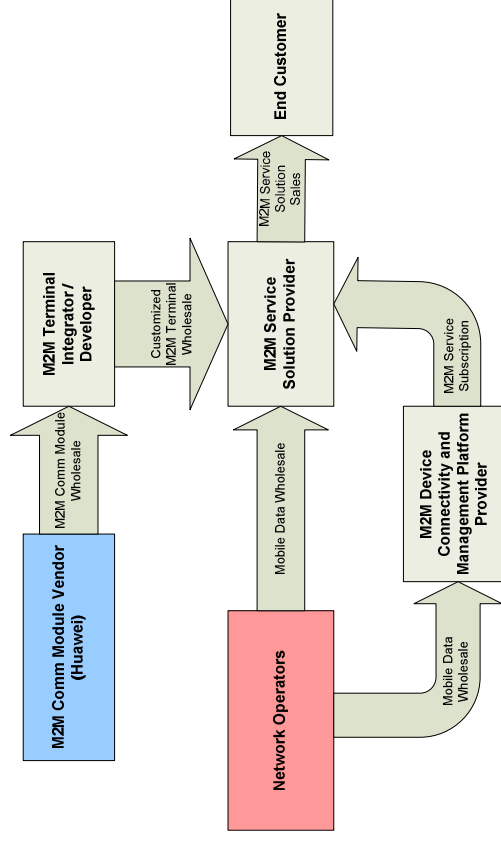 M2M Comm Module Vendor
(Huawei)
M2M Comm Module
Wholesale
M2M Terminal
Integrator /
Developer
Customized
M2M Terminal
Wholesale
Network Operators
Mobile Data Wholesale
M2M Service
Solution Provider
M2M Service
Solution
Sales
End Customer
Mobile Data
Wholesale
M2M Device
Connectivity and
Management Platform
Provider
M2M Service
Subscription